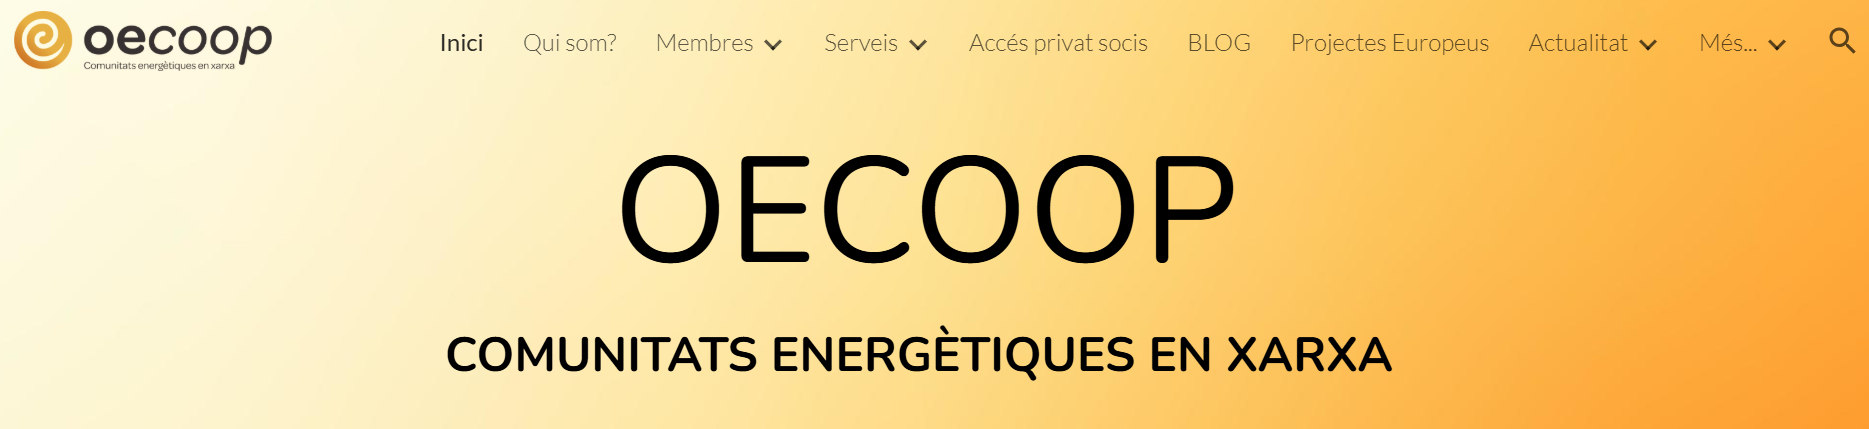 oecoop
Comunitats energètiques en xarxa
Inici Qui som? Membres Serveis Accés privat socis BLOG Projectes Europeus Actualitat Més...
OECOOP
COMUNITATS ENERGÈTIQUES EN XARXA